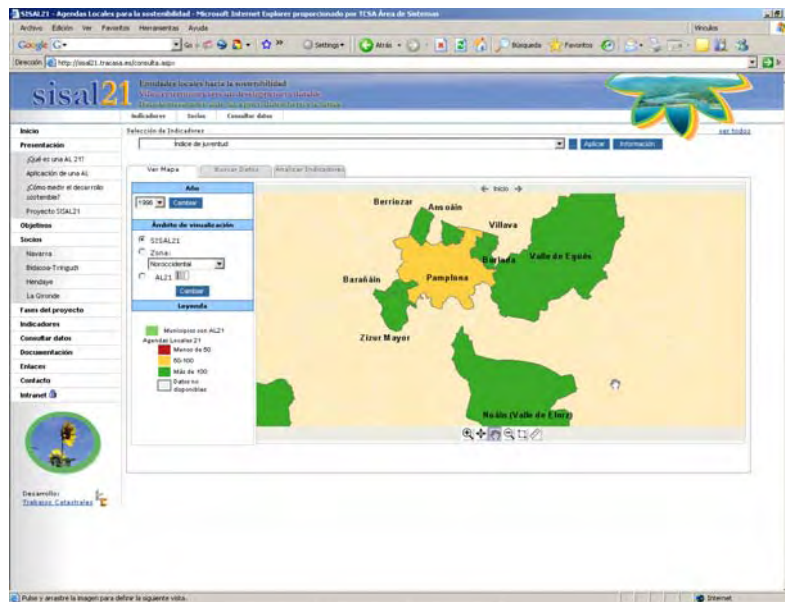 SISAL21 - Agendas Locales para la sostenibilidad - Microsoft Internet Explorer proporcionado por TCSA Área de Sistemas
Archivo Edición Ver Favoritos Herramientas Ayuda
Vínculos
Google G
Go
Settings
Atrás
Búsqueda
Favoritos
Dirección
sisal21
Entidades locales hacia la sostenibilidad
Indicadores Socios Consultar datos
Inicio
Presentación
¿Qué es una AL 21?
Aplicación de una AL
¿Cómo medir el desarrollo sostenible?
Proyecto SISAL21
Objetivos
Socios
Navarra
Bidasoa-Txingudi
Hendaye
La Gironde
Fases del proyecto
Indicadores
Consultar datos
Documentación
Enlaces
Contacto
Intranet
Desarrollo:
Trabajos Catastrales
Selección de Indicadores
ver todos
Índice de juventud
Aplicar
Información
Ver Mapa
Buscar Datos
Analizar Indicadores
Año
1996
Cambiar
Ámbito de visualización
SISAL21
Zona:
Noroccidental
AL21
Cambiar
Leyenda
Municipios con AL21
Agendas Locales 21
Menos de 50
50-100
Más de 100
Datos no
disponibles
Inicio
Berriozar
Ansoáin
Villava
Burlada
Valle de Egüés
Barañáin
Pamplona
Zizur Mayor
Noáin (Valle de Elorz)
Pulse y arrastre la imagen para definir la siguiente vista.
Internet